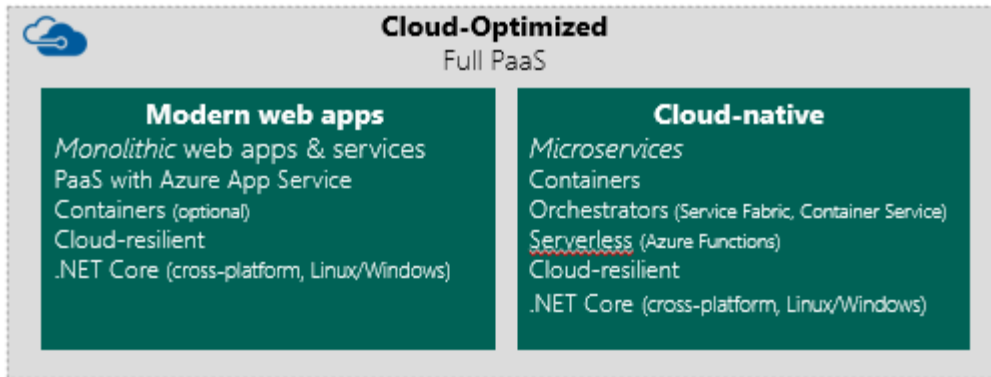 Cloud-Optimized
Full PaaS
Modern web apps
Monolithic web apps & services
PaaS with Azure App Service
Containers (optional)
Cloud-resilient
.NET Core (cross-platform, Linux/Windows)
Cloud-native
Microservices
Containers
Orchestrators (Service Fabric, Container Service)
Serverless (Azure Functions)
Cloud-resilient
.NET Core (cross-platform, Linux/Windows)